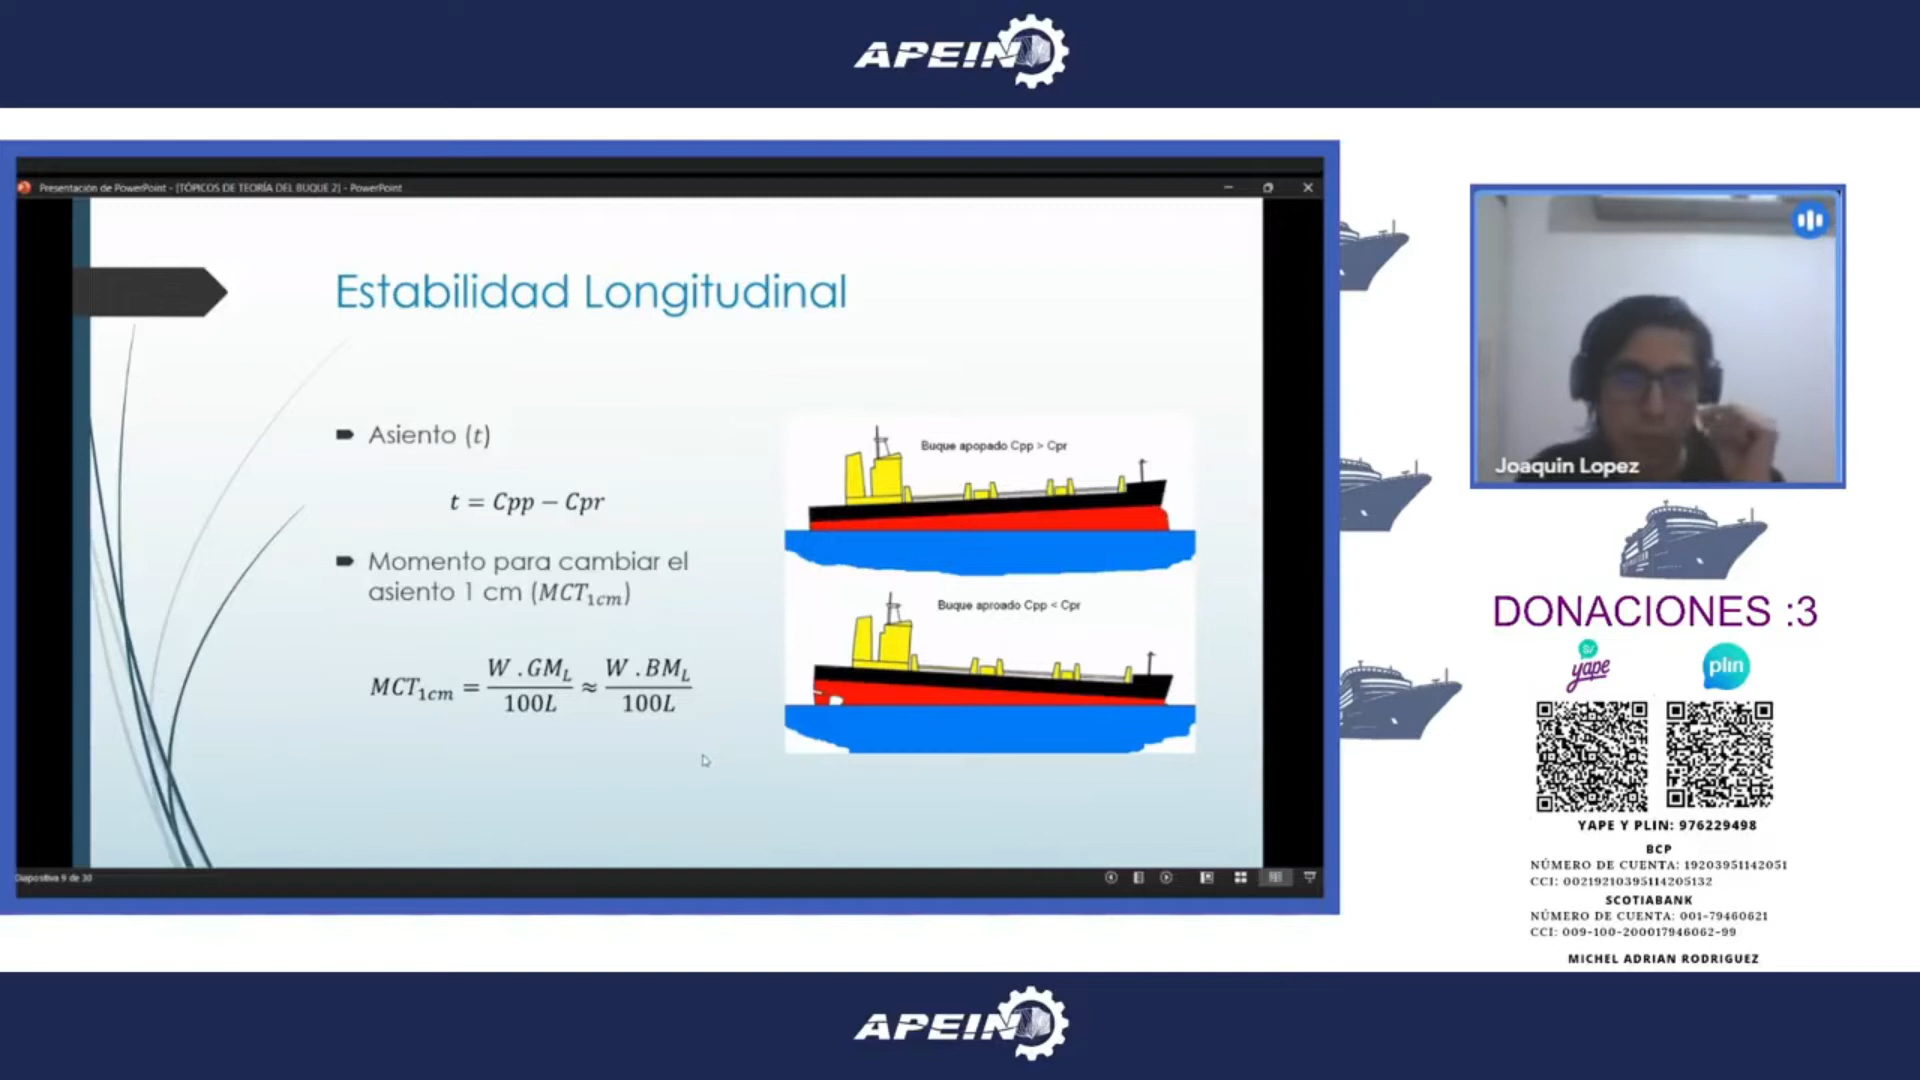 APEIN
Presentación de PowerPoint - [TÓPICOS DE TEORÍA DEL BUQUE 2] - PowerPoint
Estabilidad Longitudinal
Asiento (t)
t = Cpp − Cpr
Momento para cambiar el
asiento 1 cm (MCT₁cm)
MCT₁cm = W . GM_L / 100L ≈ W . BM_L / 100L
Buque apopado Cpp > Cpr
Buque aproado Cpp < Cpr
Diapositiva 9 de 30
Joaquin Lopez
DONACIONES :3
S/
yape
plin
YAPE Y PLIN: 976229498
BCP
NÚMERO DE CUENTA: 19203951142051
CCI: 00219210395114205132
SCOTIABANK
NÚMERO DE CUENTA: 001-79460621
CCI: 009-100-200017946062-99
MICHEL ADRIAN RODRIGUEZ
APEIN